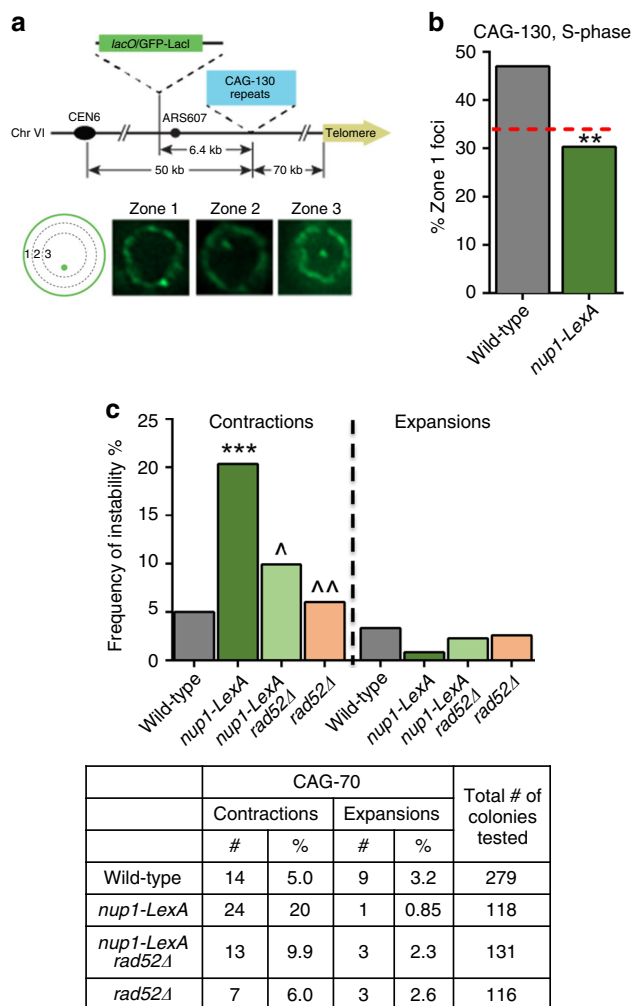 a
lacO/GFP-LacI
CAG-130
repeats
CEN6
ARS607
Chr VI
Telomere
6.4 kb
50 kb
70 kb
Zone 1
Zone 2
Zone 3
1 2 3
b
CAG-130, S-phase
50
40
30
20
10
0
% Zone 1 foci
**
Wild-type
nup1-LexA
c
25
20
15
10
5
0
Frequency of instability %
Contractions
Expansions
***
^
^^
Wild-type
nup1-LexA
nup1-LexA
rad52Δ
rad52Δ
Wild-type
nup1-LexA
nup1-LexA
rad52Δ
rad52Δ
CAG-70
Total # of
colonies
tested
Contractions
Expansions
# % # %
Wild-type 14 5.0 9 3.2 279
nup1-LexA 24 20 1 0.85 118
nup1-LexA
rad52Δ 13 9.9 3 2.3 131
rad52Δ 7 6.0 3 2.6 116